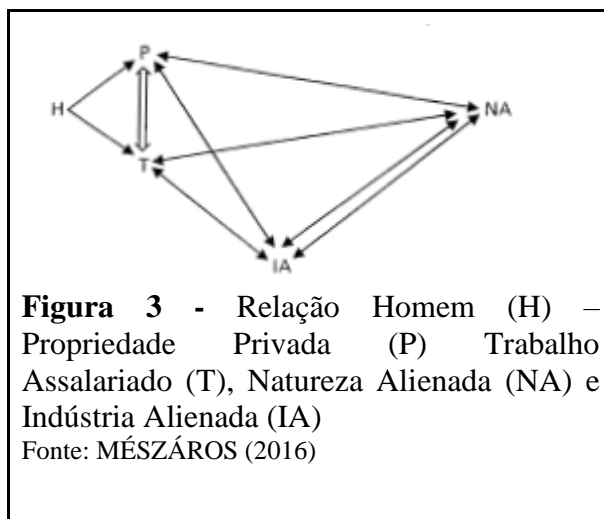 P
H
NA
T
IA
Figura 3 - Relação Homem (H) –
Propriedade Privada (P) Trabalho
Assalariado (T), Natureza Alienada (NA) e
Indústria Alienada (IA)
Fonte: MÉSZÁROS (2016)